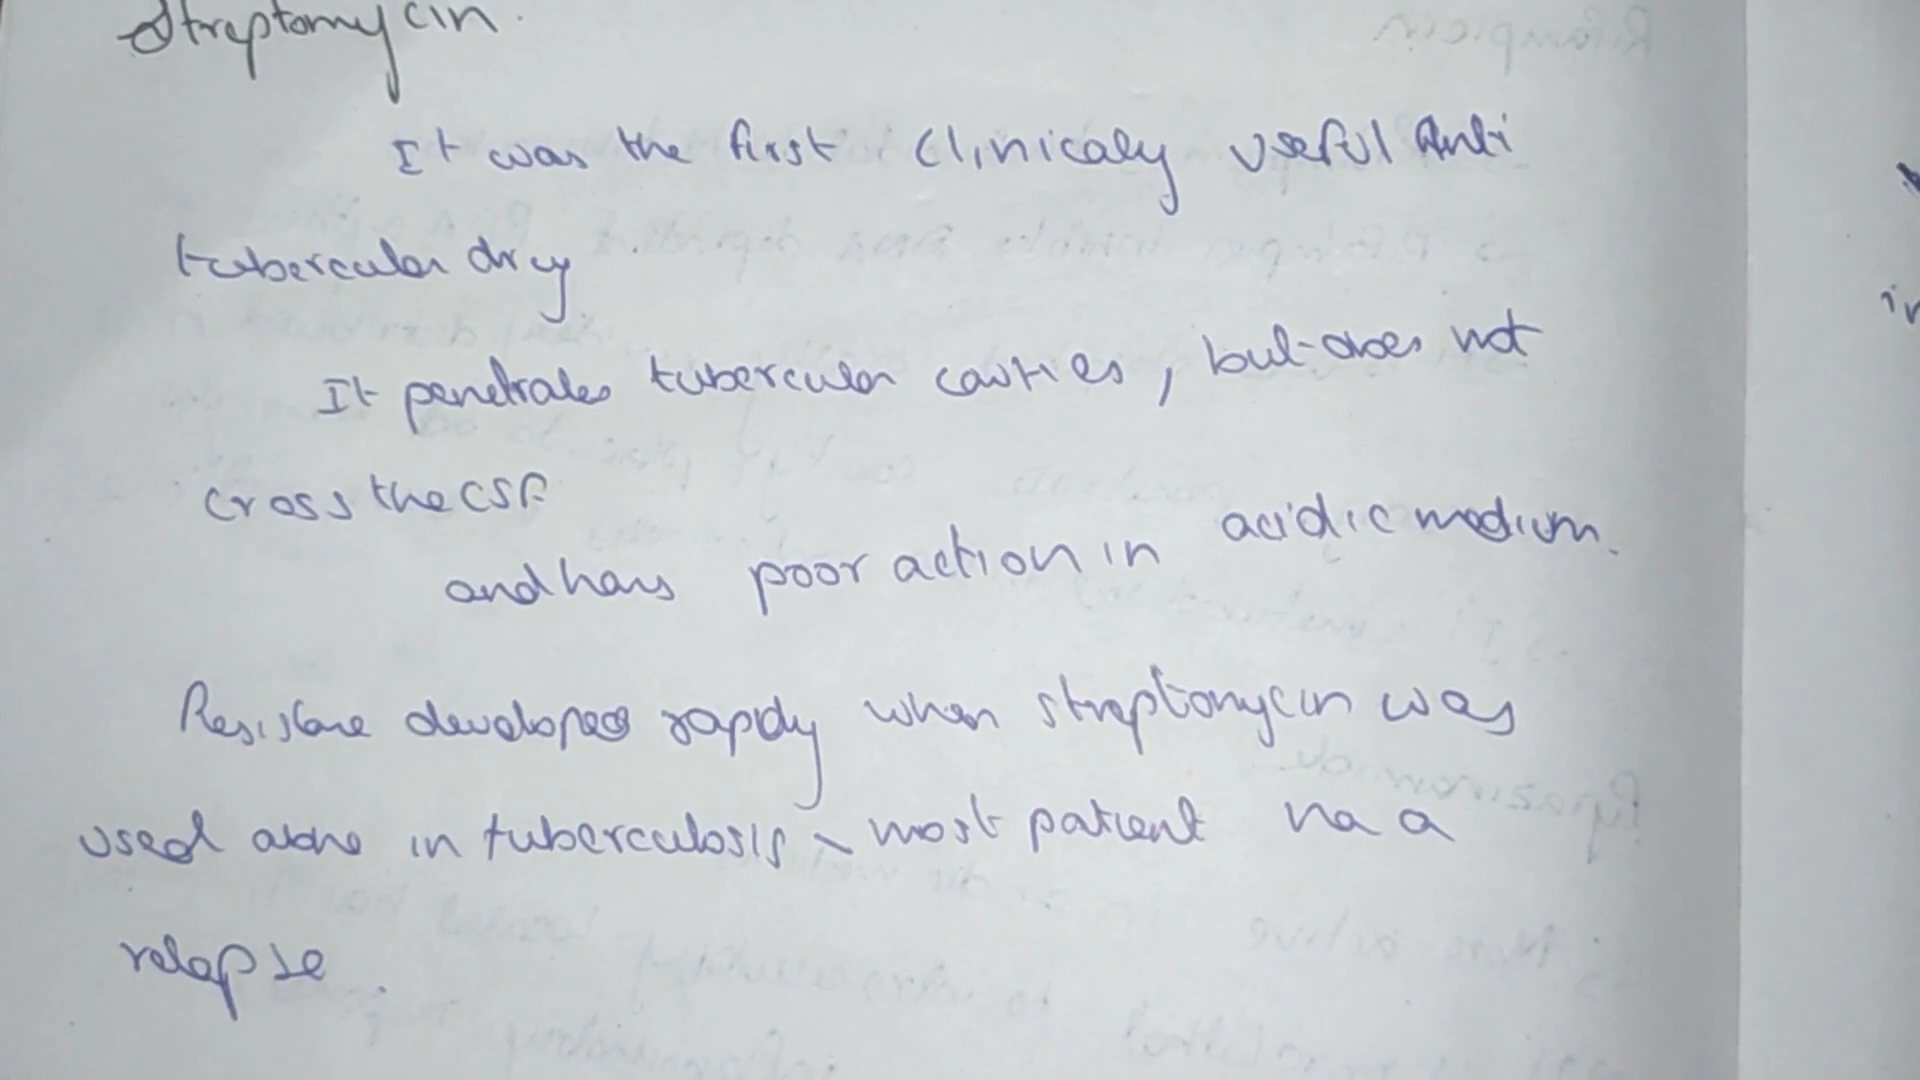 Streptomycin.
It was the first clinicaly useful Anti
tubercular drug
It penetrates tubercular cavities, but does not
cross the CSF
and has poor action in acidic medium.
Resistance developed rapidly when streptomycin was
used alone in tuberculosis - most patient ha a
relapse.